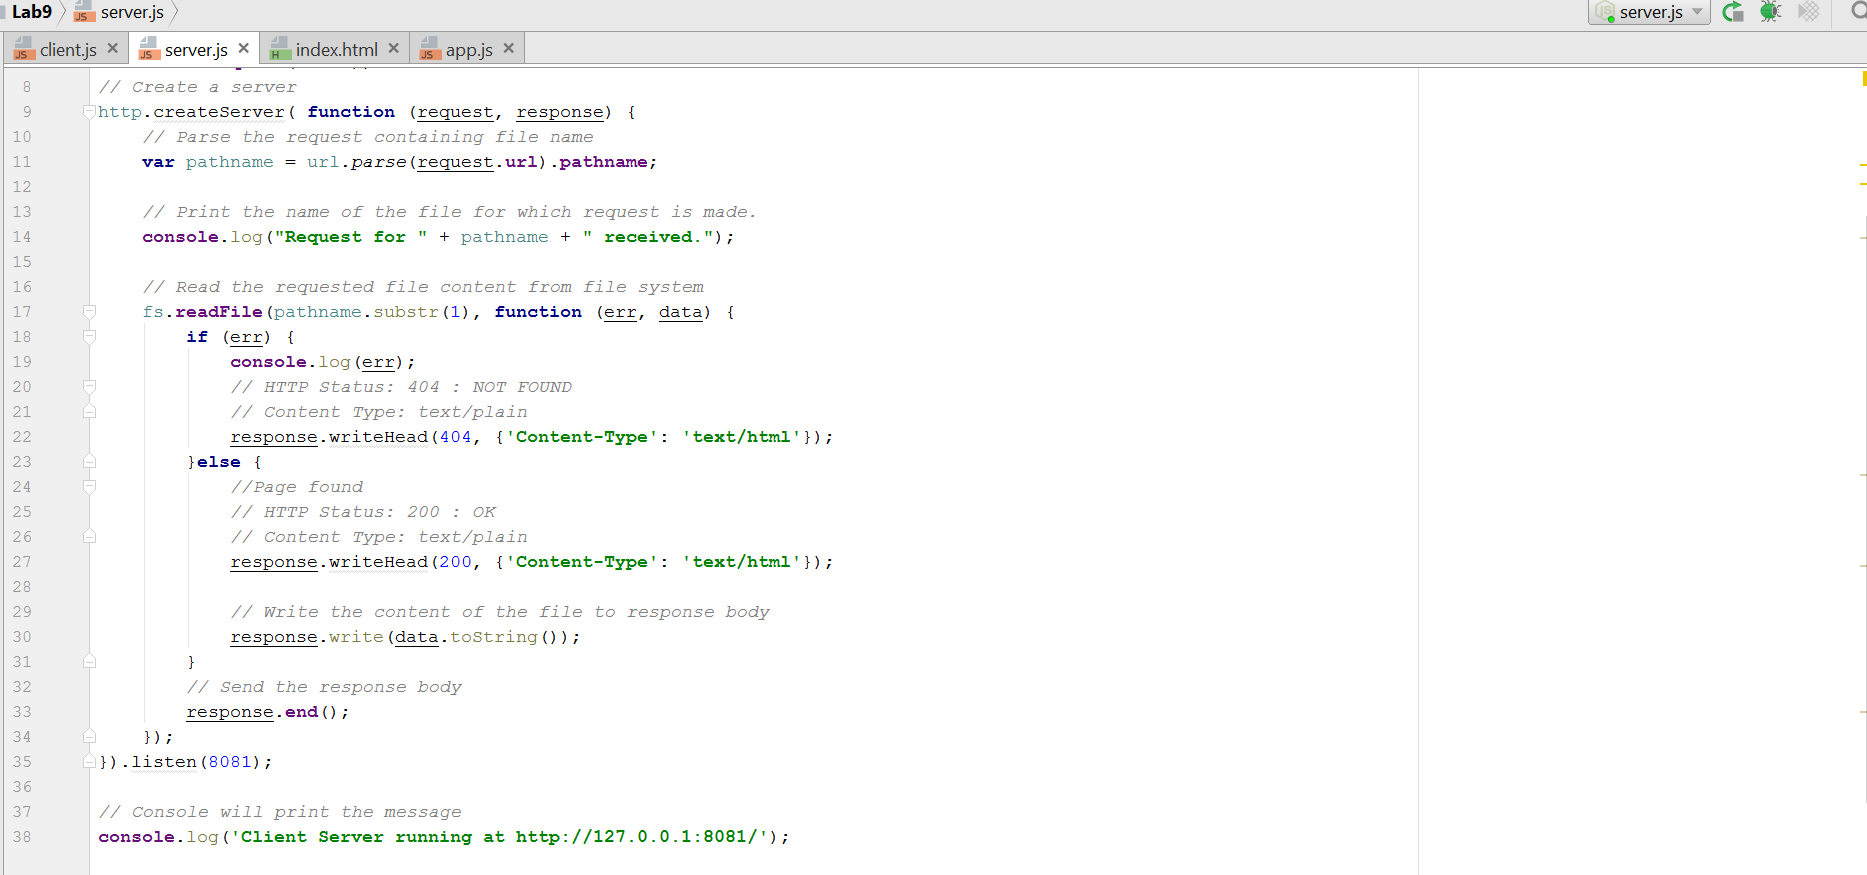 Lab9 server.js server.js
client.js server.js index.html app.js
8 // Create a server
9 http.createServer( function (request, response) {
10 // Parse the request containing file name
11 var pathname = url.parse(request.url).pathname;
12
13 // Print the name of the file for which request is made.
14 console.log("Request for " + pathname + " received.");
15
16 // Read the requested file content from file system
17 fs.readFile(pathname.substr(1), function (err, data) {
18 if (err) {
19 console.log(err);
20 // HTTP Status: 404 : NOT FOUND
21 // Content Type: text/plain
22 response.writeHead(404, {'Content-Type': 'text/html'});
23 }else {
24 //Page found
25 // HTTP Status: 200 : OK
26 // Content Type: text/plain
27 response.writeHead(200, {'Content-Type': 'text/html'});
28
29 // Write the content of the file to response body
30 response.write(data.toString());
31 }
32 // Send the response body
33 response.end();
34 });
35 }).listen(8081);
36
37 // Console will print the message
38 console.log('Client Server running at http://127.0.0.1:8081/');